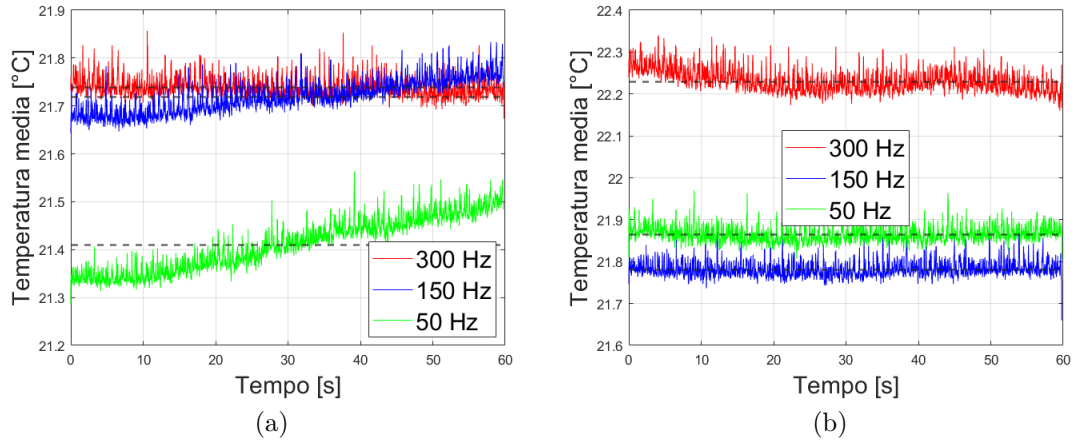 21.9
21.8
21.7
21.6
21.5
21.4
21.3
21.2
Temperatura media [°C]
0 10 20 30 40 50 60
Tempo [s]
300 Hz
150 Hz
50 Hz
(a)
22.4
22.3
22.2
22.1
22
21.9
21.8
21.7
21.6
Temperatura media [°C]
0 10 20 30 40 50 60
Tempo [s]
300 Hz
150 Hz
50 Hz
(b)